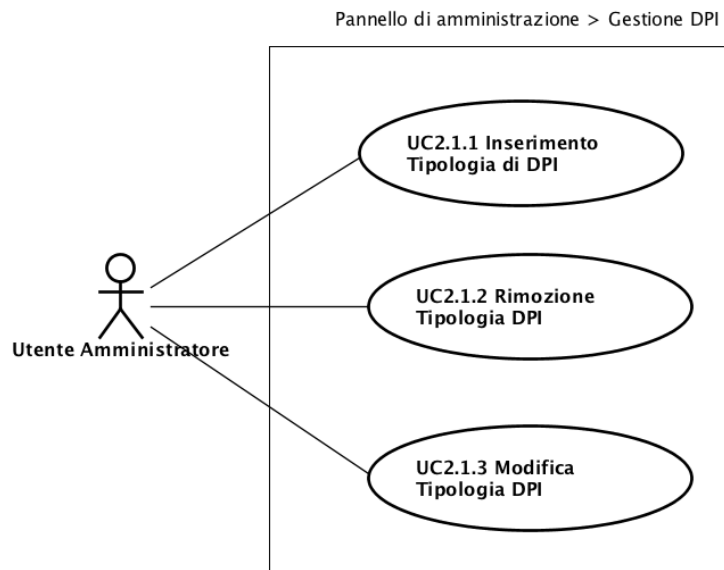 Pannello di amministrazione > Gestione DPI
UC2.1.1 Inserimento
Tipologia di DPI
UC2.1.2 Rimozione
Tipologia DPI
Utente Amministratore
UC2.1.3 Modifica
Tipologia DPI